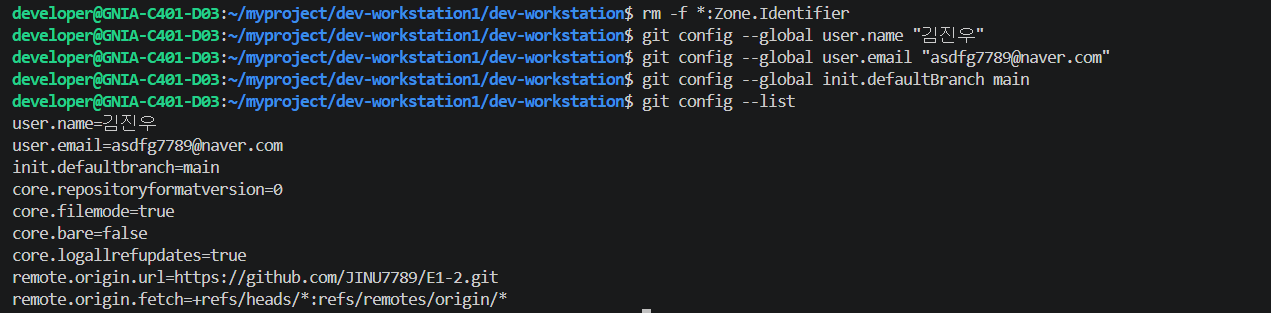 developer@GNIA-C401-D03:~/myproject/dev-workstation1/dev-workstation$ rm -f *:Zone.Identifier
developer@GNIA-C401-D03:~/myproject/dev-workstation1/dev-workstation$ git config --global user.name "김진우"
developer@GNIA-C401-D03:~/myproject/dev-workstation1/dev-workstation$ git config --global user.email "asdfg7789@naver.com"
developer@GNIA-C401-D03:~/myproject/dev-workstation1/dev-workstation$ git config --global init.defaultBranch main
developer@GNIA-C401-D03:~/myproject/dev-workstation1/dev-workstation$ git config --list
user.name=김진우
user.email=asdfg7789@naver.com
init.defaultbranch=main
core.repositoryformatversion=0
core.filemode=true
core.bare=false
core.logallrefupdates=true
remote.origin.url=https://github.com/JINU7789/E1-2.git
remote.origin.fetch=+refs/heads/*:refs/remotes/origin/*